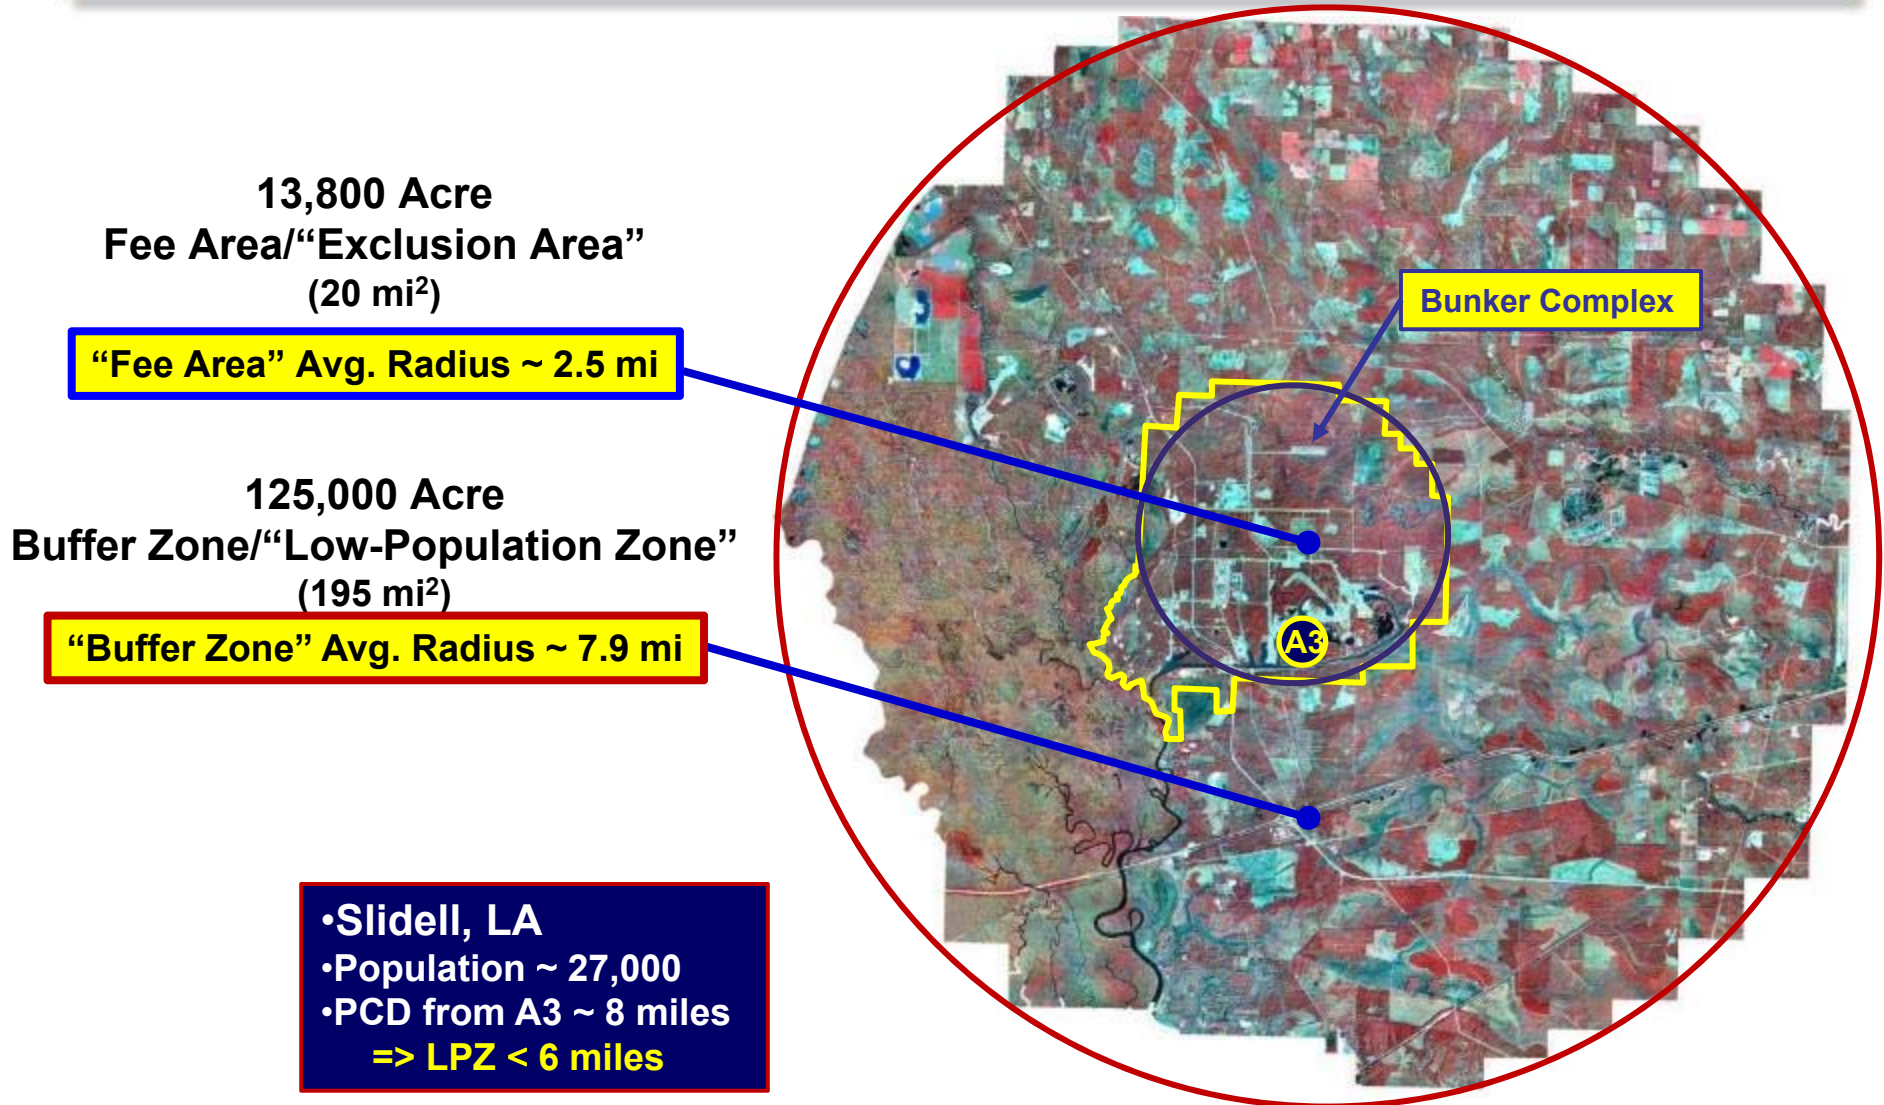 13,800 Acre
Fee Area/“Exclusion Area”
(20 mi²)
“Fee Area” Avg. Radius ~ 2.5 mi
125,000 Acre
Buffer Zone/“Low-Population Zone”
(195 mi²)
“Buffer Zone” Avg. Radius ~ 7.9 mi
•Slidell, LA
•Population ~ 27,000
•PCD from A3 ~ 8 miles
=> LPZ < 6 miles
Bunker Complex
A3